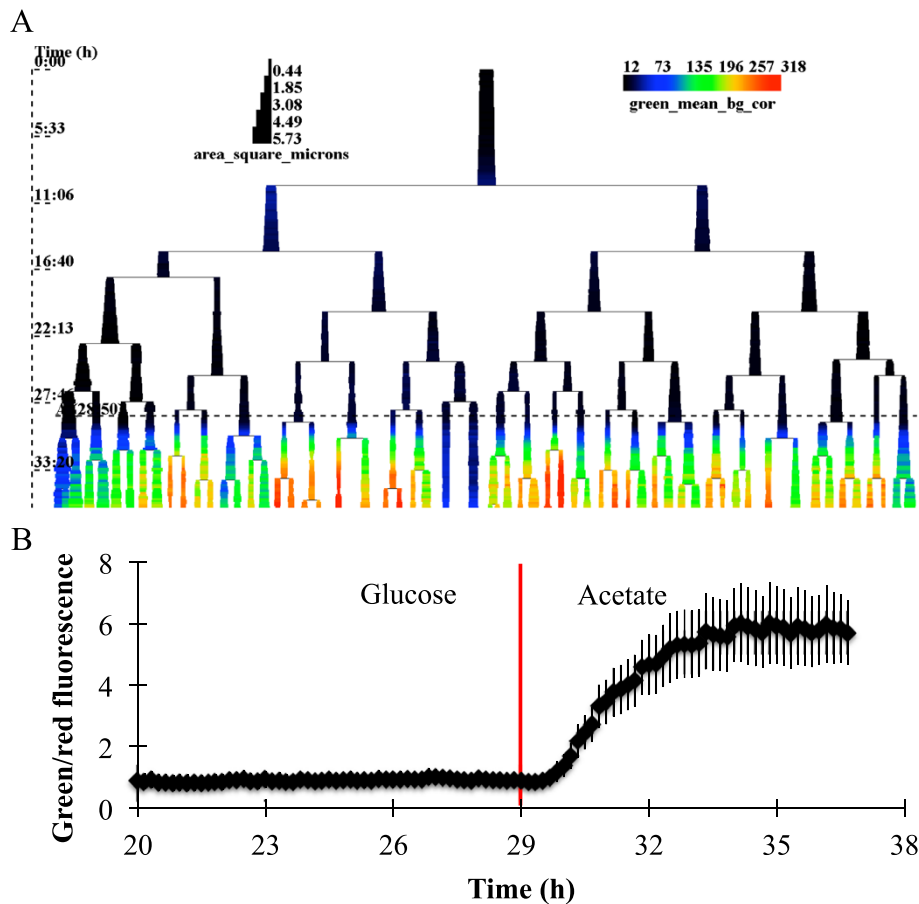 A
Time (h)
0:00
5:33
11:06
16:40
22:13
33:20
0.44
1.85
3.08
4.49
5.73
area_square_microns
12 73 135 196 257 318
green_mean_bg_cor
B
Green/red fluorescence
8
6
4
2
0
Glucose
Acetate
20 23 26 29 32 35 38
Time (h)